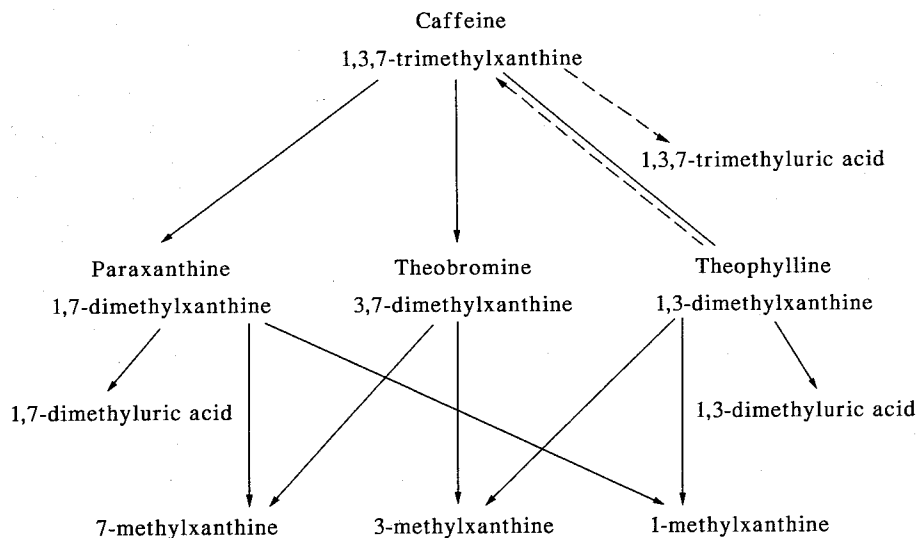 Caffeine
1,3,7-trimethylxanthine
1,3,7-trimethyluric acid
Paraxanthine
1,7-dimethylxanthine
Theobromine
3,7-dimethylxanthine
Theophylline
1,3-dimethylxanthine
1,7-dimethyluric acid
1,3-dimethyluric acid
7-methylxanthine
3-methylxanthine
1-methylxanthine